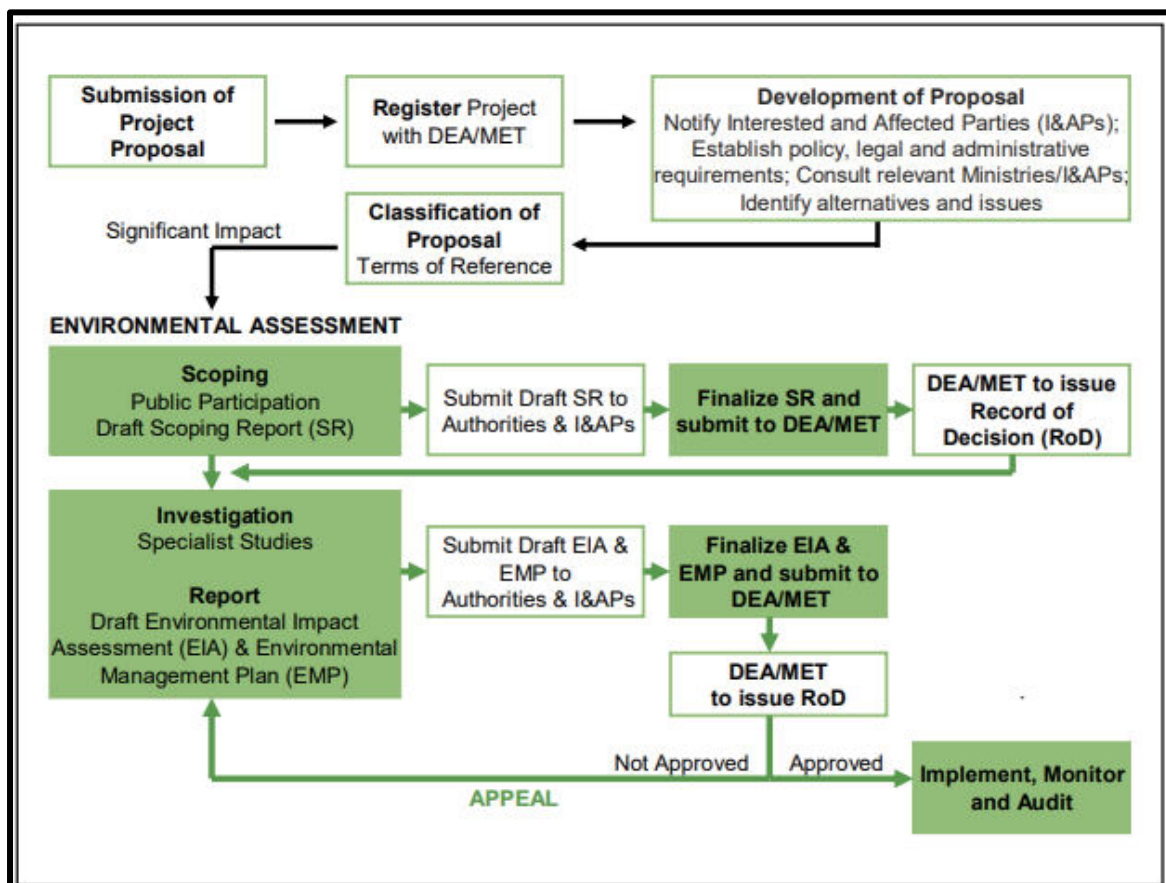 Submission of
Project
Proposal
Register Project
with DEA/MET
Development of Proposal
Notify Interested and Affected Parties (I&APs);
Establish policy, legal and administrative
requirements; Consult relevant Ministries/I&APs;
Identify alternatives and issues
Classification of
Proposal
Terms of Reference
Significant Impact
ENVIRONMENTAL ASSESSMENT
Scoping
Public Participation
Draft Scoping Report (SR)
Submit Draft SR to
Authorities & I&APs
Finalize SR and
submit to DEA/MET
DEA/MET to issue
Record of
Decision (RoD)
Investigation
Specialist Studies
Report
Draft Environmental Impact
Assessment (EIA) & Environmental
Management Plan (EMP)
Submit Draft EIA &
EMP to
Authorities & I&APs
Finalize EIA &
EMP and submit to
DEA/MET
DEA/MET
to issue RoD
Not Approved
Approved
APPEAL
Implement, Monitor
and Audit